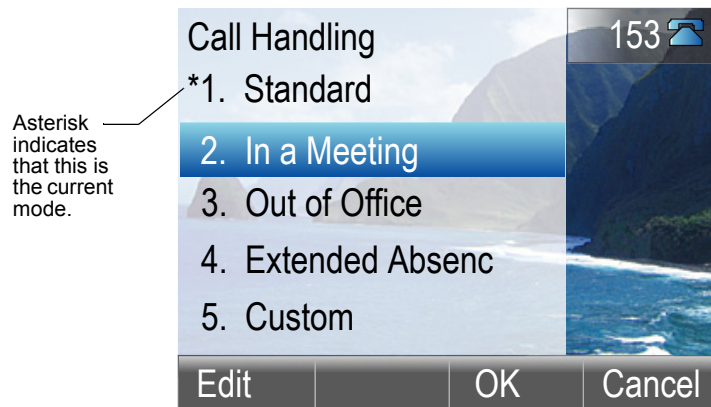 Call Handling
153
*1. Standard
Asterisk
indicates
that this is
the current
mode.
2. In a Meeting
3. Out of Office
4. Extended Absenc
5. Custom
Edit OK Cancel